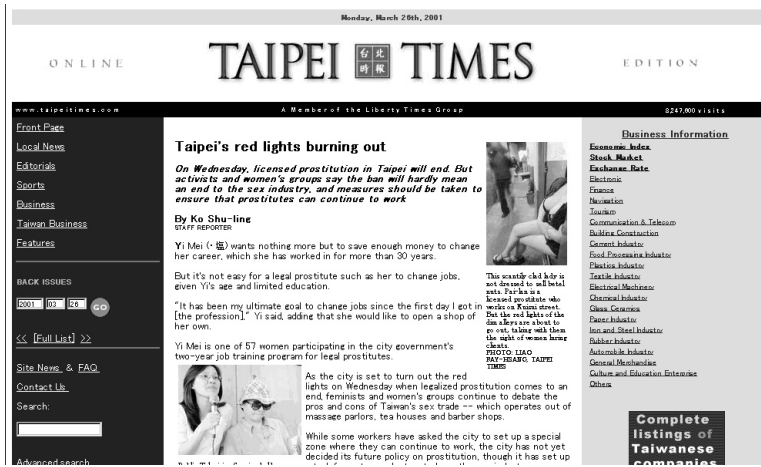 Monday, March 26th, 2001
ONLINE
TAIPEI 台北時報 TIMES
EDITION
www.taipeitimes.com
A Member of the Liberty Times Group
8,247,600 visits
Front Page
Local News
Editorials
Sports
Business
Taiwan Business
Features
BACK ISSUES
2001 03 26 GO
<< [Full List] >>
Site News & FAQ
Contact Us
Search:
Advanced search
Taipei's red lights burning out
On Wednesday, licensed prostitution in Taipei will end. But
activists and women's groups say the ban will hardly mean
an end to the sex industry, and measures should be taken to
ensure that prostitutes can continue to work
By Ko Shu-ling
STAFF REPORTER
Yi Mei (・塩) wants nothing more but to save enough money to change
her career, which she has worked in for more than 30 years.
But it's not easy for a legal prostitute such as her to change jobs,
given Yi's age and limited education.
"It has been my ultimate goal to change jobs since the first day I got in
[the profession]," Yi said, adding that she would like to open a shop of
her own.
Yi Mei is one of 57 women participating in the city government's
two-year job training program for legal prostitutes.
As the city is set to turn out the red
lights on Wednesday when legalized prostitution comes to an
end, feminists and women's groups continue to debate the
pros and cons of Taiwan's sex trade -- which operates out of
massage parlors, tea houses and barber shops.
While some workers have asked the city to set up a special
zone where they can continue to work, the city has not yet
decided its future policy on prostitution, though it has set up
This scantily clad lady is
not dressed to sell betel
nuts. Pai-lan is a
licensed prostitute who
works on Kuisui street.
But the red lights of the
dim alleys are about to
go out, taking with them
the sight of women luring
clients.
PHOTO: LIAO
RAY-HSIANG, TAIPEI
TIMES
Business Information
Economic Index
Stock Market
Exchange Rate
Electronic
Finance
Navigation
Tourism
Communication & Telecom
Building Construction
Cement Industry
Food Processing Industry
Plastics Industry
Textile Industry
Electrical Machinery
Chemical Industry
Glass Ceramics
Paper Industry
Iron and Steel Industry
Rubber Industry
Automobile Industry
General Merchandise
Culture and Education Enterprise
Others
Complete
listings of
Taiwanese
companies